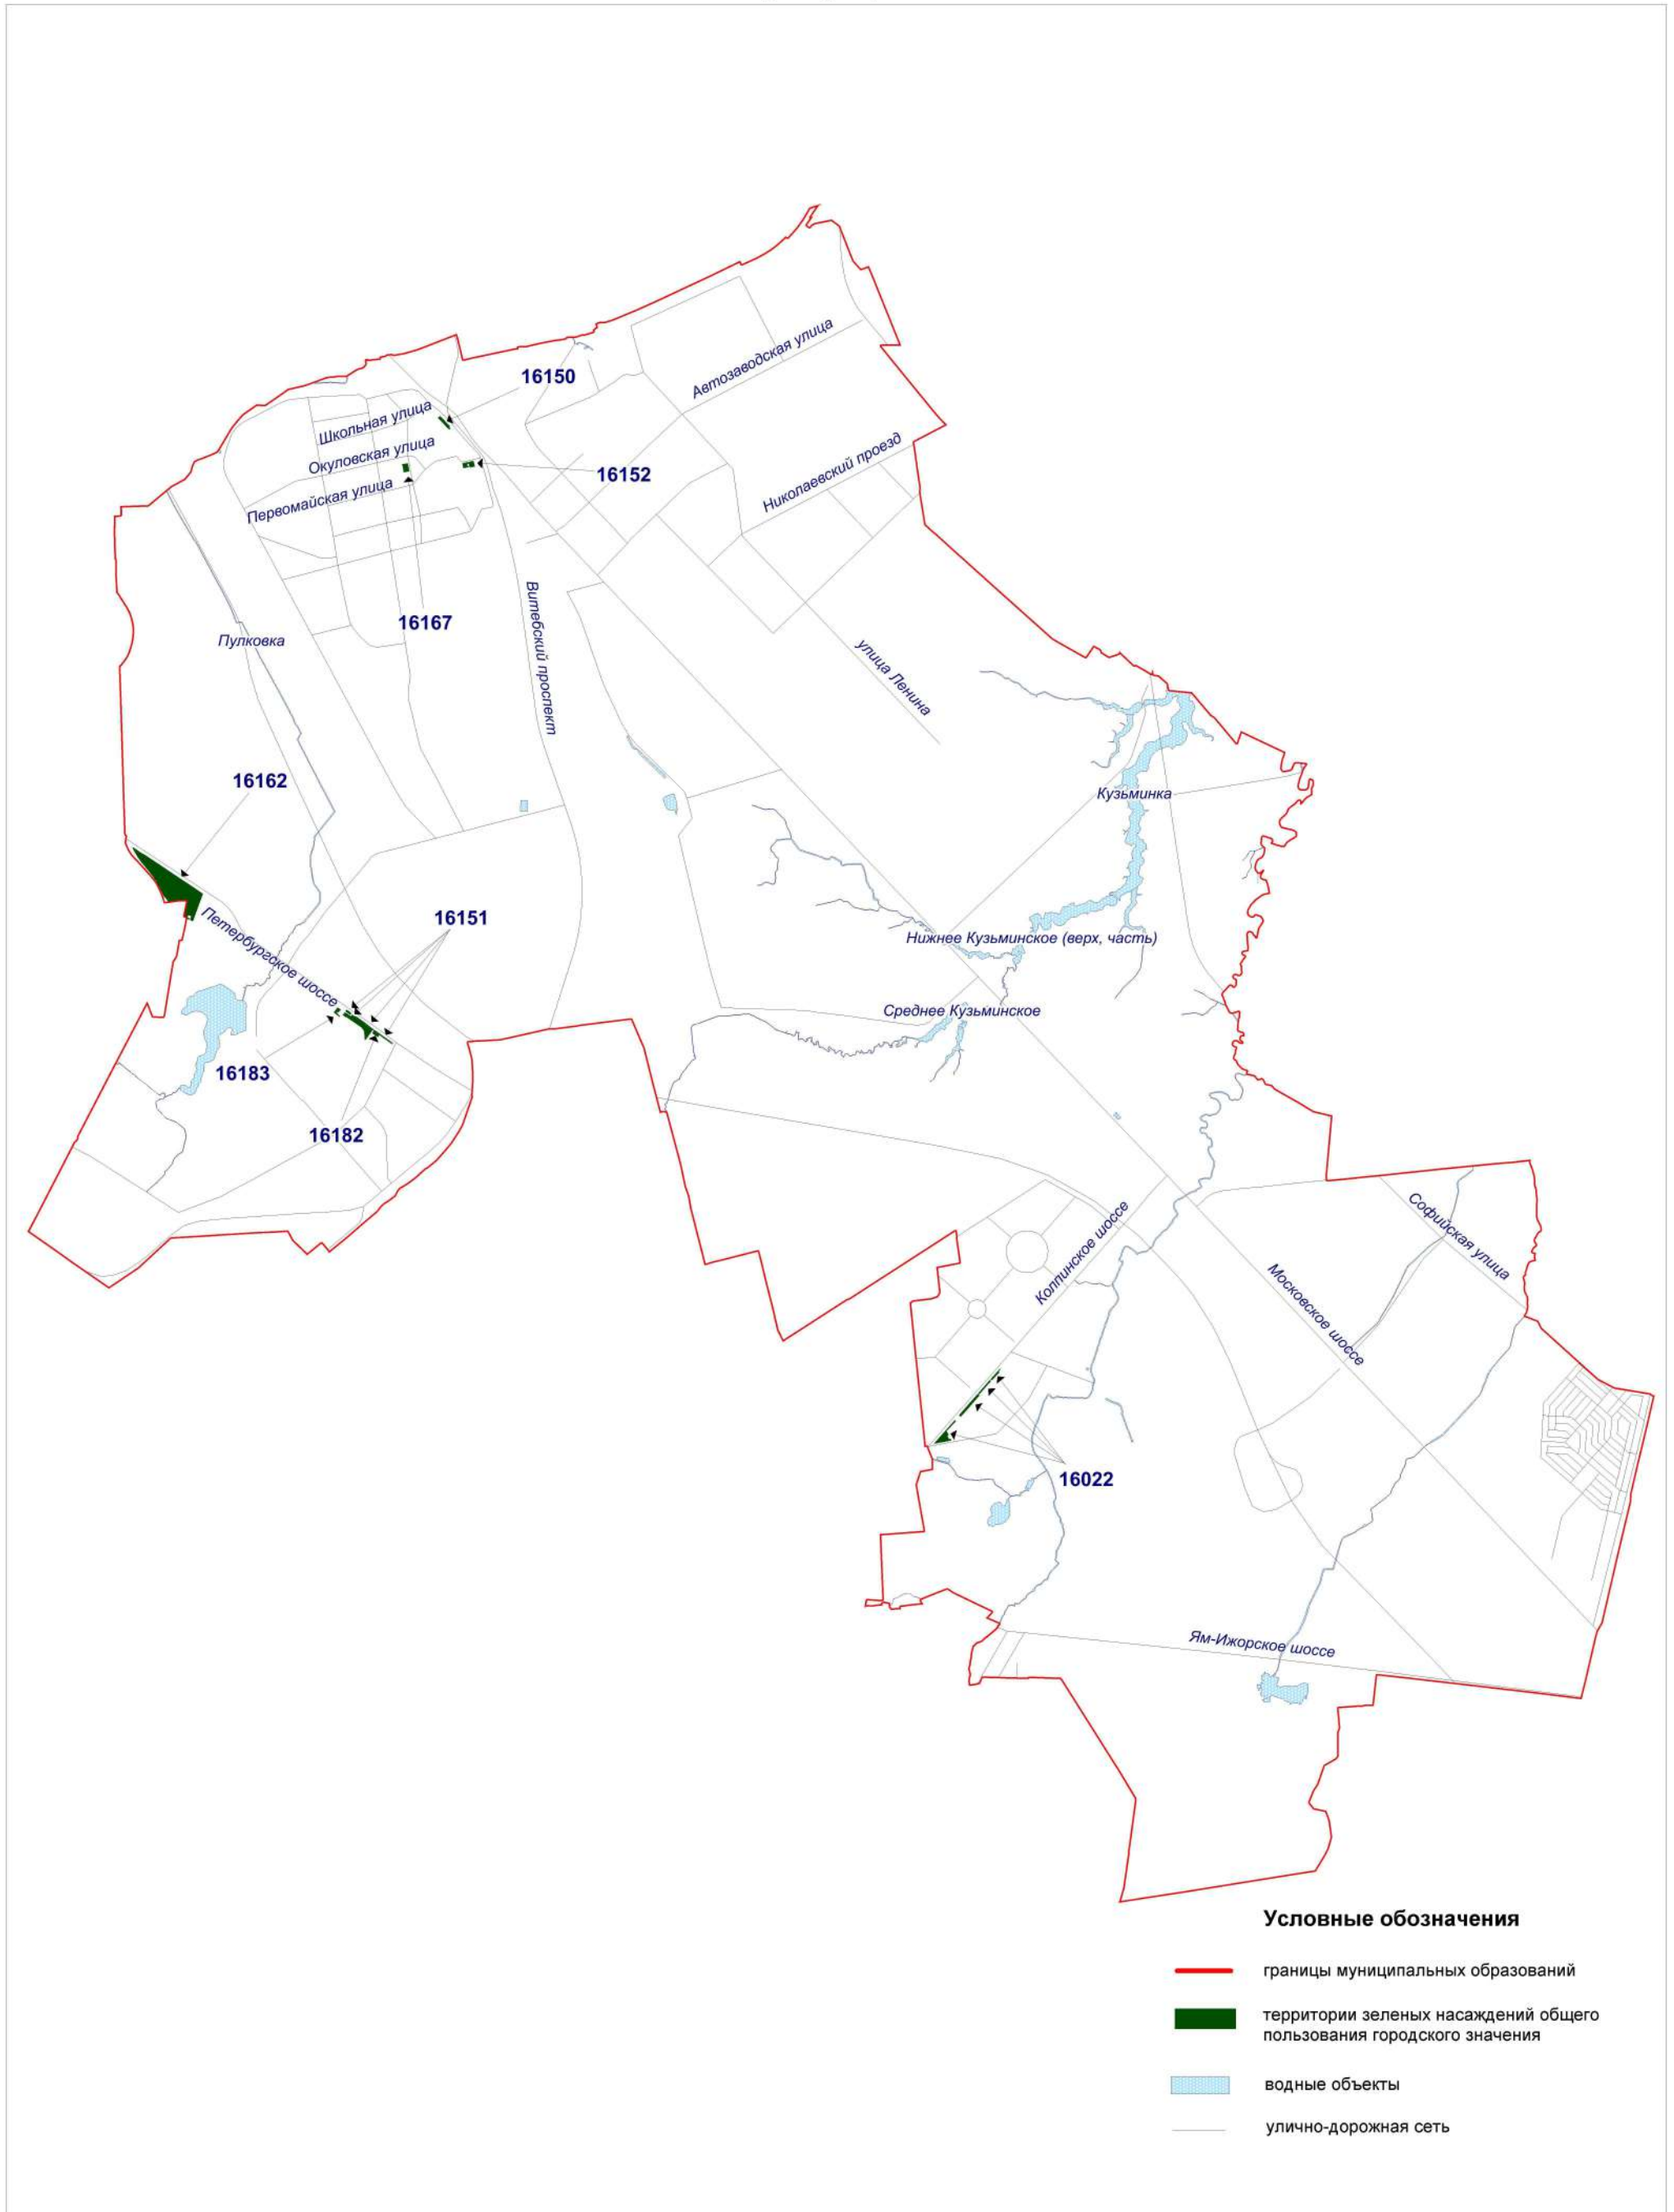 Автозаводская улица
16150
Школьная улица
Окуловская улица
Николаевский проезд
16152
Первомайская улица
16167
Витебский проспект
Пулковка
улица Ленина
16162
Кузьминка
Петербургское шоссе
16151
Нижнее Кузьминское (верх, часть)
Среднее Кузьминское
16183
16182
Колпинское шоссе
Софийская улица
Московское шоссе
16022
Ям-Ижорское шоссе
Условные обозначения
границы муниципальных образований
территории зеленых насаждений общего
пользования городского значения
водные объекты
улично-дорожная сеть